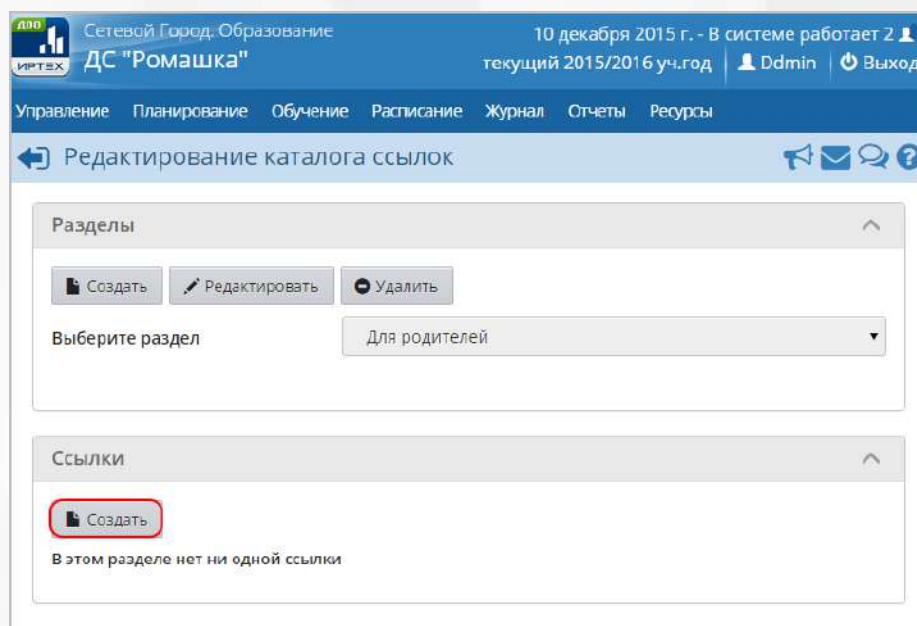 ДОО
ИРТЕХ
Сетевой Город. Образование
ДС "Ромашка"
10 декабря 2015 г. - В системе работает 2
текущий 2015/2016 уч.год Ddmin Выход
Управление Планирование Обучение Расписание Журнал Отчеты Ресурсы
Редактирование каталога ссылок
Разделы
Создать Редактировать Удалить
Выберите раздел Для родителей
Ссылки
Создать
В этом разделе нет ни одной ссылки